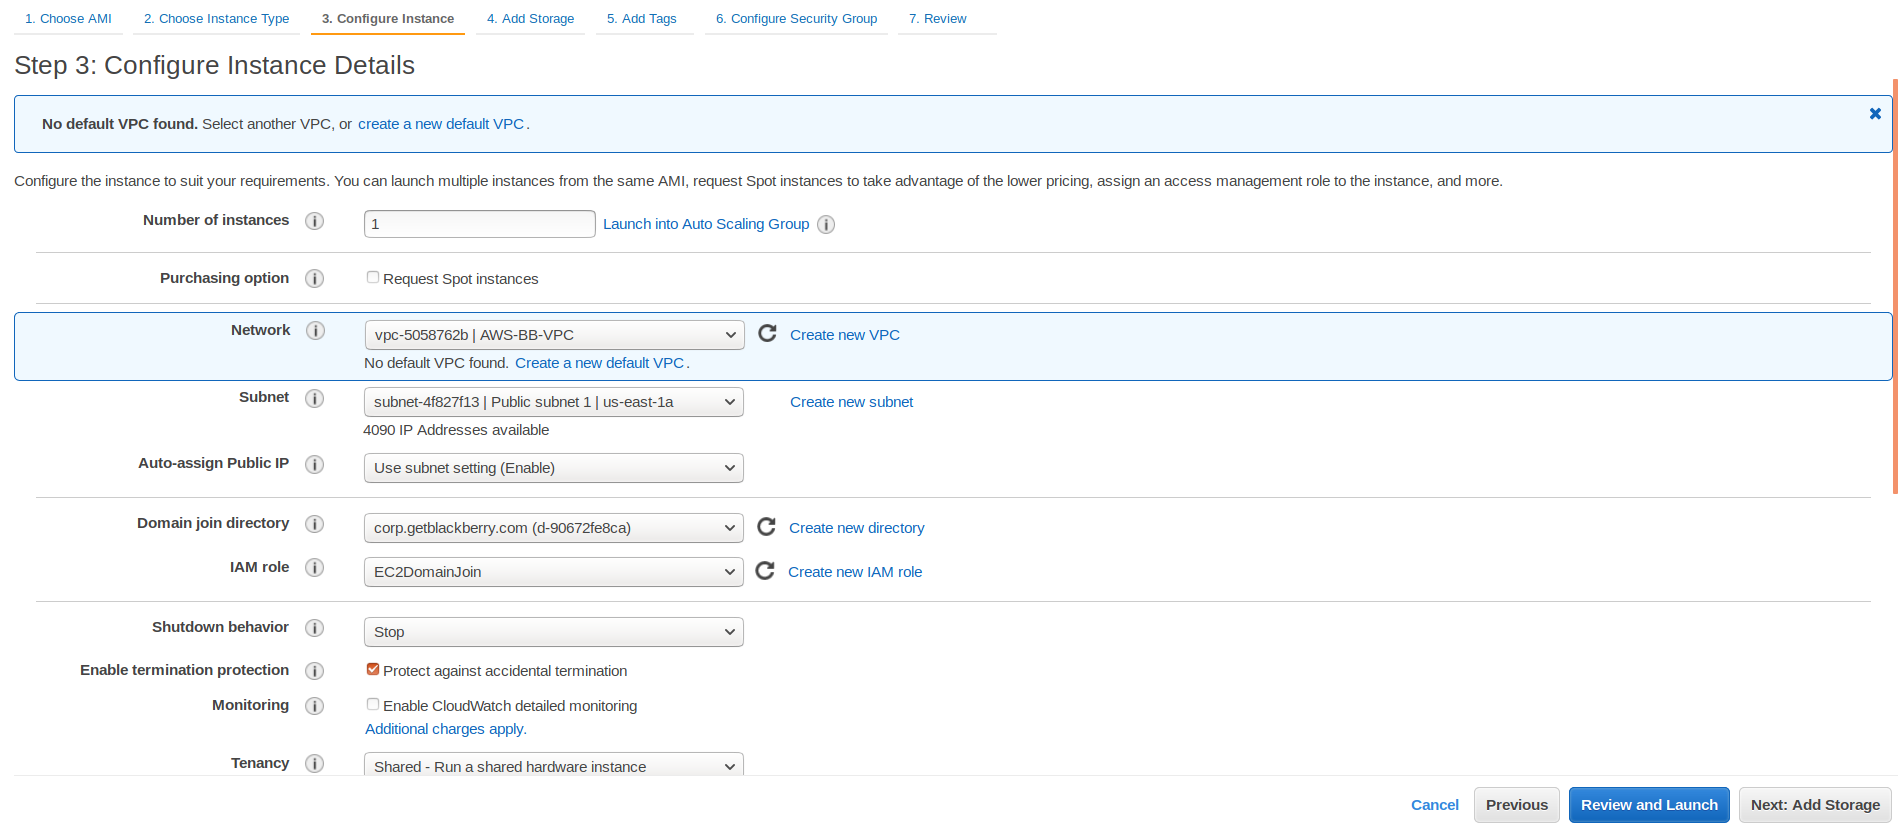 1. Choose AMI 2. Choose Instance Type 3. Configure Instance 4. Add Storage 5. Add Tags 6. Configure Security Group 7. Review
Step 3: Configure Instance Details
No default VPC found. Select another VPC, or create a new default VPC.
Configure the instance to suit your requirements. You can launch multiple instances from the same AMI, request Spot instances to take advantage of the lower pricing, assign an access management role to the instance, and more.
Number of instances i 1 Launch into Auto Scaling Group i
Purchasing option i Request Spot instances
Network i vpc-5058762b | AWS-BB-VPC Create new VPC
No default VPC found. Create a new default VPC.
Subnet i subnet-4f827f13 | Public subnet 1 | us-east-1a Create new subnet
4090 IP Addresses available
Auto-assign Public IP i Use subnet setting (Enable)
Domain join directory i corp.getblackberry.com (d-90672fe8ca) Create new directory
IAM role i EC2DomainJoin Create new IAM role
Shutdown behavior i Stop
Enable termination protection i Protect against accidental termination
Monitoring i Enable CloudWatch detailed monitoring
Additional charges apply.
Tenancy i Shared - Run a shared hardware instance
Cancel Previous Review and Launch Next: Add Storage